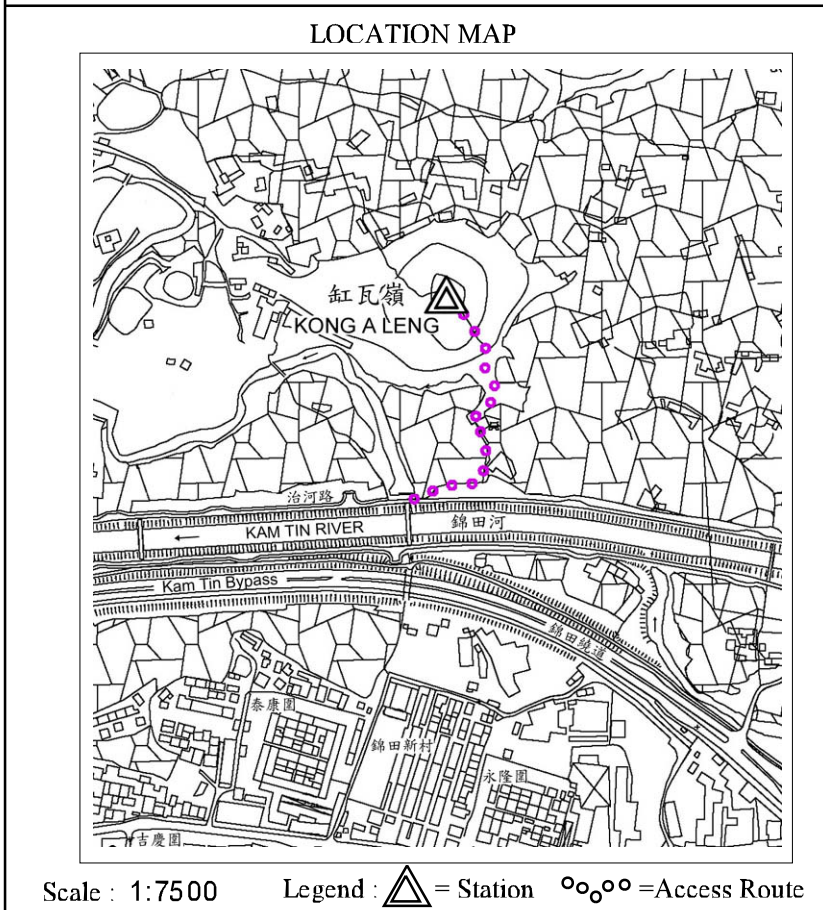 LOCATION MAP
缸瓦嶺
KONG A LENG
治河路
KAM TIN RIVER
錦田河
Kam Tin Bypass
錦田繞道
泰康圍
錦田新村
永隆圍
吉慶圍
Scale : 1:7500 Legend : = Station =Access Route